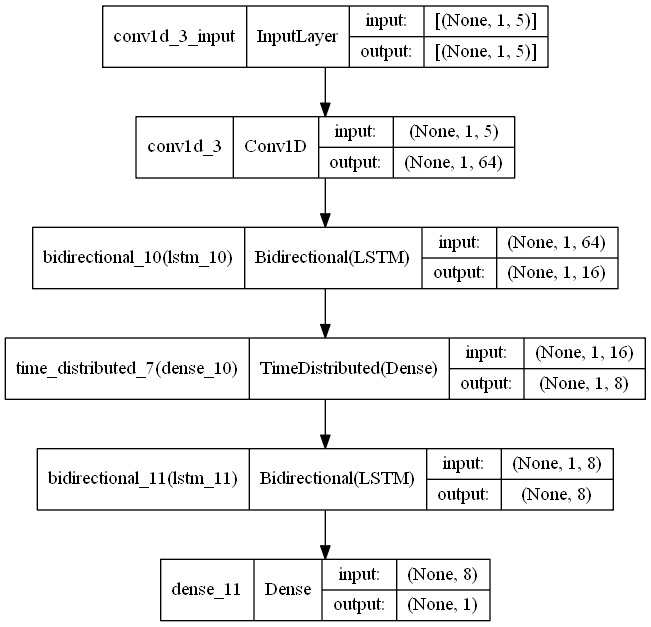 conv1d_3_input InputLayer input: [(None, 1, 5)]
output: [(None, 1, 5)]
conv1d_3 Conv1D input: (None, 1, 5)
output: (None, 1, 64)
bidirectional_10(lstm_10) Bidirectional(LSTM) input: (None, 1, 64)
output: (None, 1, 16)
time_distributed_7(dense_10) TimeDistributed(Dense) input: (None, 1, 16)
output: (None, 1, 8)
bidirectional_11(lstm_11) Bidirectional(LSTM) input: (None, 1, 8)
output: (None, 8)
dense_11 Dense input: (None, 8)
output: (None, 1)